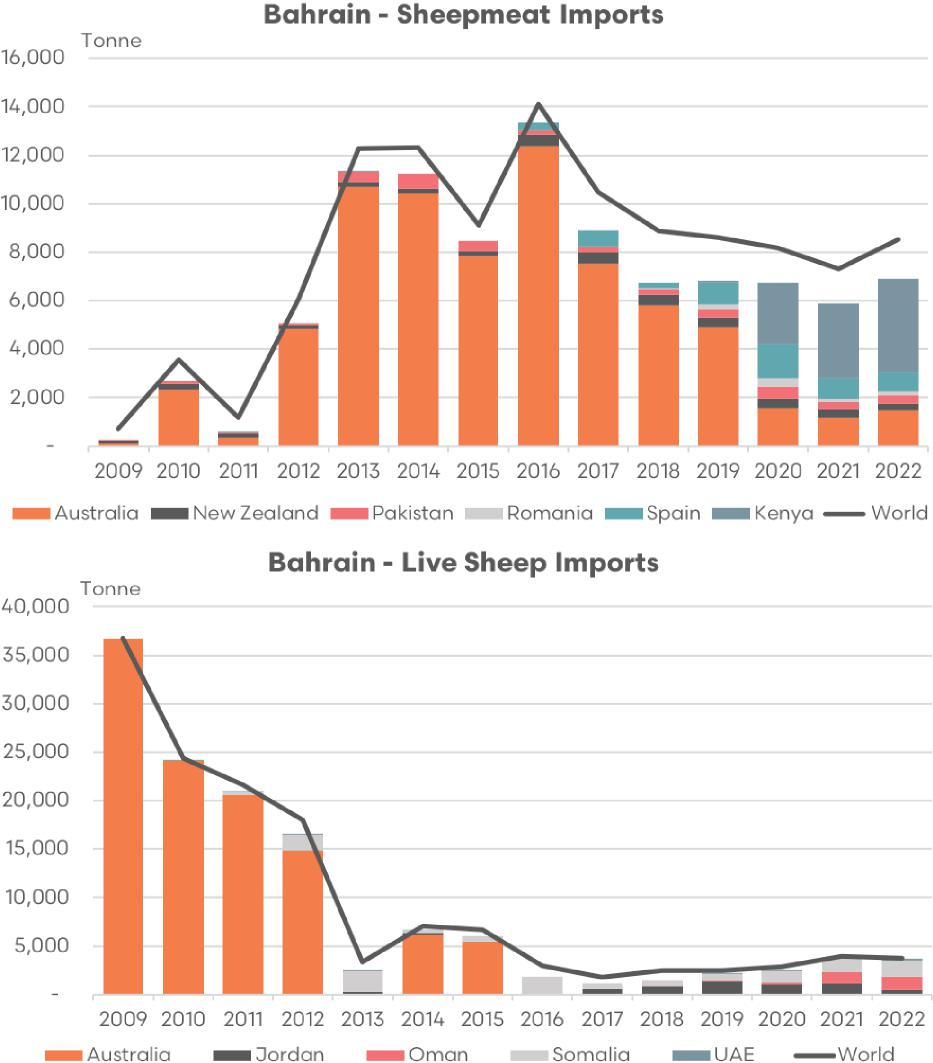 Bahrain - Sheepmeat Imports
Tonne
16,000
14,000
12,000
10,000
8,000
6,000
4,000
2,000
-
2009 2010 2011 2012 2013 2014 2015 2016 2017 2018 2019 2020 2021 2022
Australia New Zealand Pakistan Romania Spain Kenya World
Bahrain - Live Sheep Imports
Tonne
40,000
35,000
30,000
25,000
20,000
15,000
10,000
5,000
-
2009 2010 2011 2012 2013 2014 2015 2016 2017 2018 2019 2020 2021 2022
Australia Jordan Oman Somalia UAE World